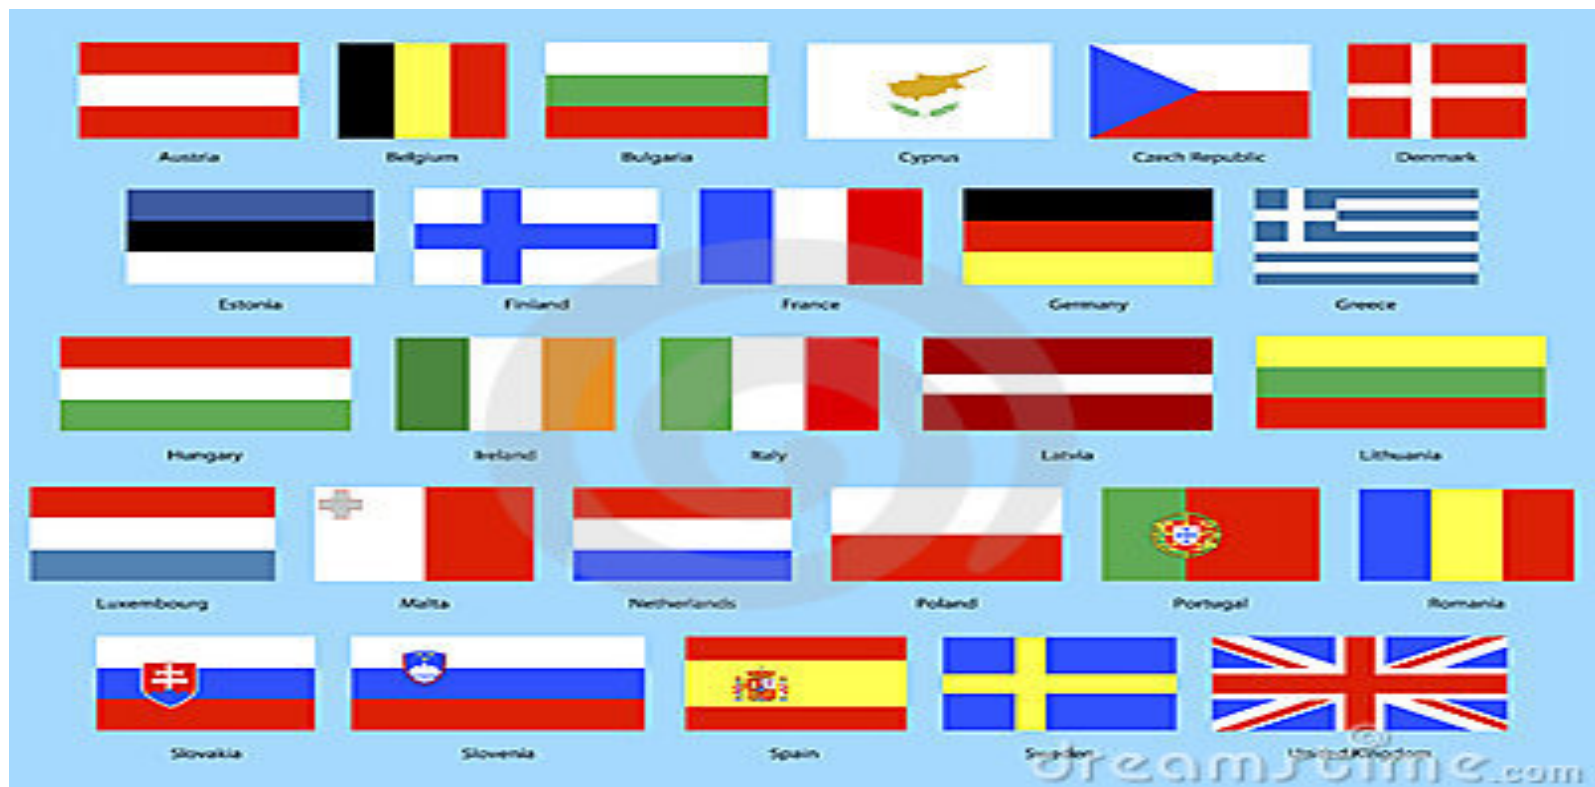 Austria Belgium Bulgaria Cyprus Czech Republic Denmark
Estonia Finland France Germany Greece
Hungary Ireland Italy Latvia Lithuania
Luxembourg Malta Netherlands Poland Portugal Romania
Slovakia Slovenia Spain Sweden United Kingdom
dreamstime.com